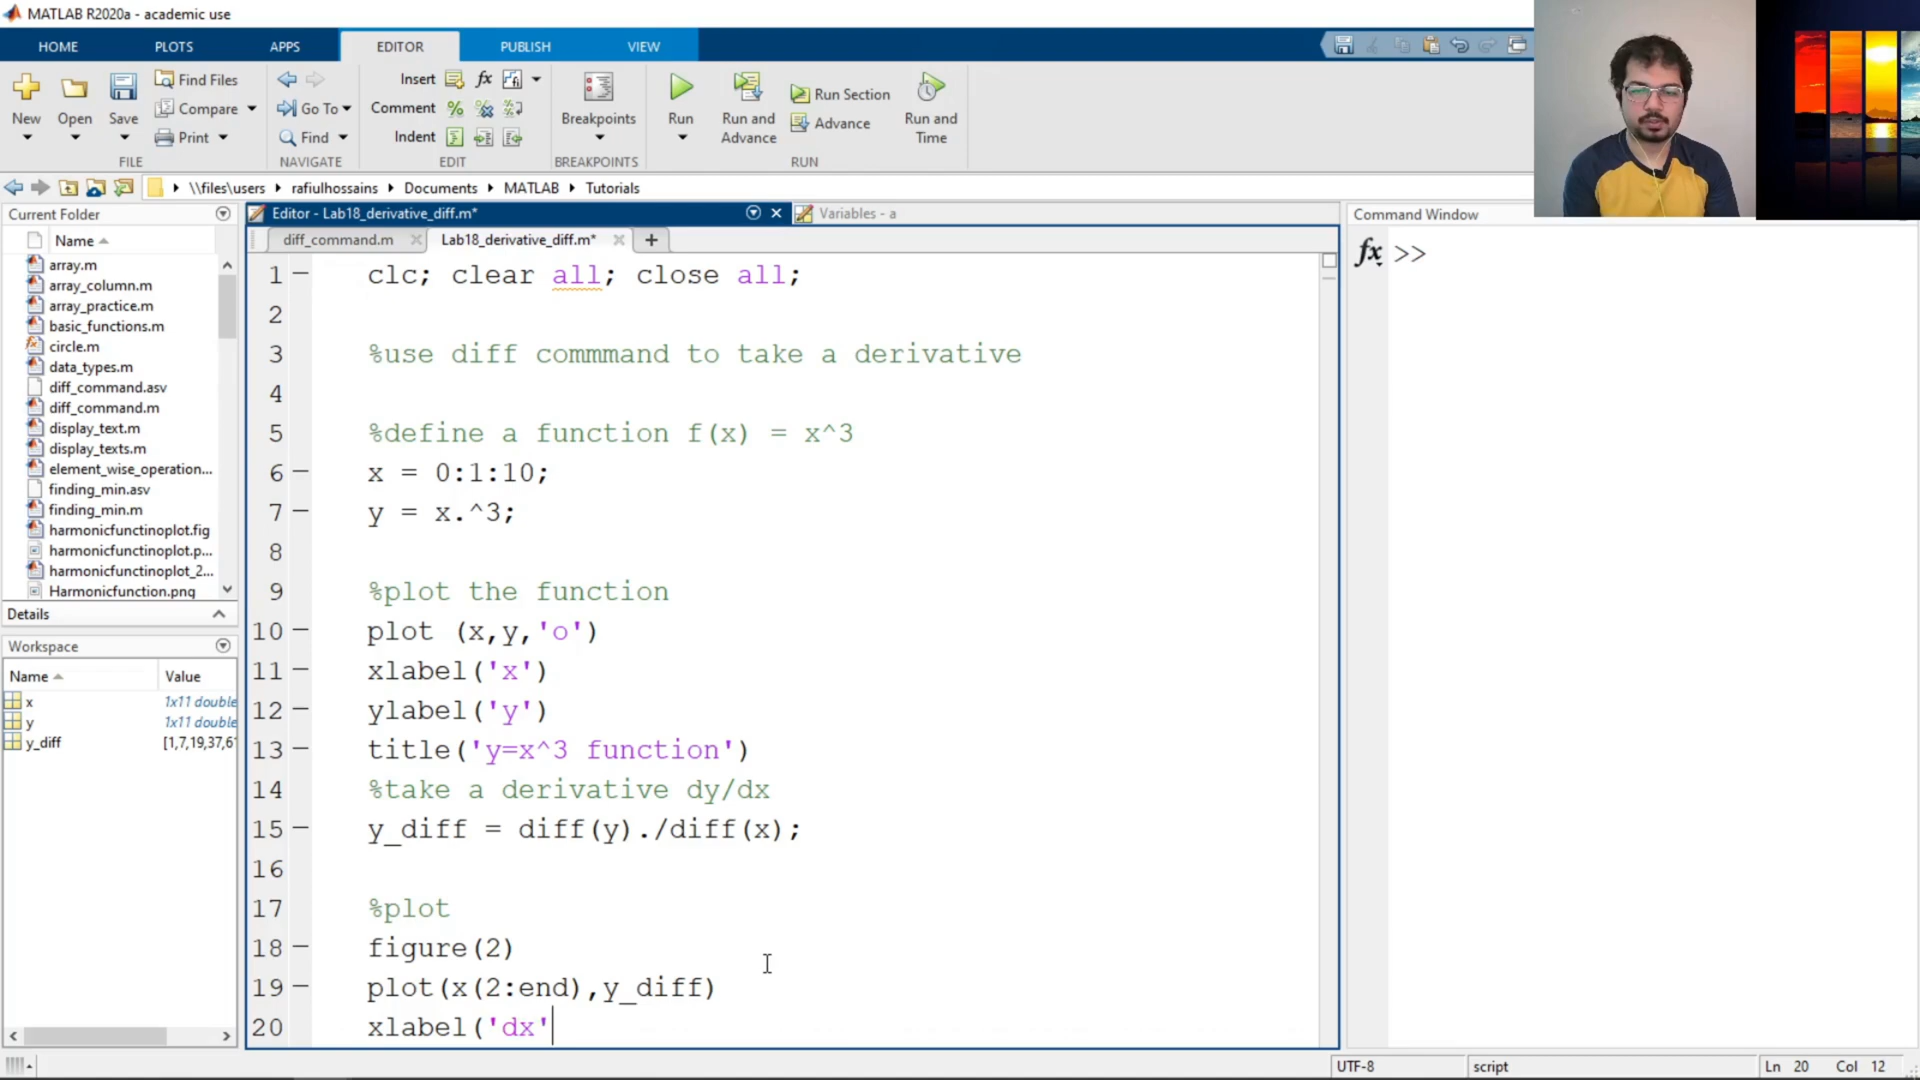 MATLAB R2020a - academic use
HOME PLOTS APPS EDITOR PUBLISH VIEW
New Open Save Find Files Compare Print
FILE
Go To Find
NAVIGATE
Insert fx
Comment % %
Indent
EDIT
Breakpoints
BREAKPOINTS
Run Run and Advance Run Section Advance Run and Time
RUN
\\files\users rafiulhossains Documents MATLAB Tutorials
Current Folder
Name
array.m
array_column.m
array_practice.m
basic_functions.m
circle.m
data_types.m
diff_command.asv
diff_command.m
display_text.m
display_texts.m
element_wise_operation...
finding_min.asv
finding_min.m
harmonicfunctinoplot.fig
harmonicfunctinoplot.p...
harmonicfunctinoplot_2...
Harmonicfunction.png
Details
Workspace
Name Value
x 1x11 double
y 1x11 double
y_diff [1,7,19,37,6
Editor - Lab18_derivative_diff.m*
Variables - a
diff_command.m Lab18_derivative_diff.m*
1 clc; clear all; close all;
2
3 %use diff commmand to take a derivative
4
5 %define a function f(x) = x^3
6 x = 0:1:10;
7 y = x.^3;
8
9 %plot the function
10 plot (x,y,'o')
11 xlabel('x')
12 ylabel('y')
13 title('y=x^3 function')
14 %take a derivative dy/dx
15 y_diff = diff(y)./diff(x);
16
17 %plot
18 figure(2)
19 plot(x(2:end),y_diff)
20 xlabel('dx'
Command Window
fx >>
UTF-8 script Ln 20 Col 12